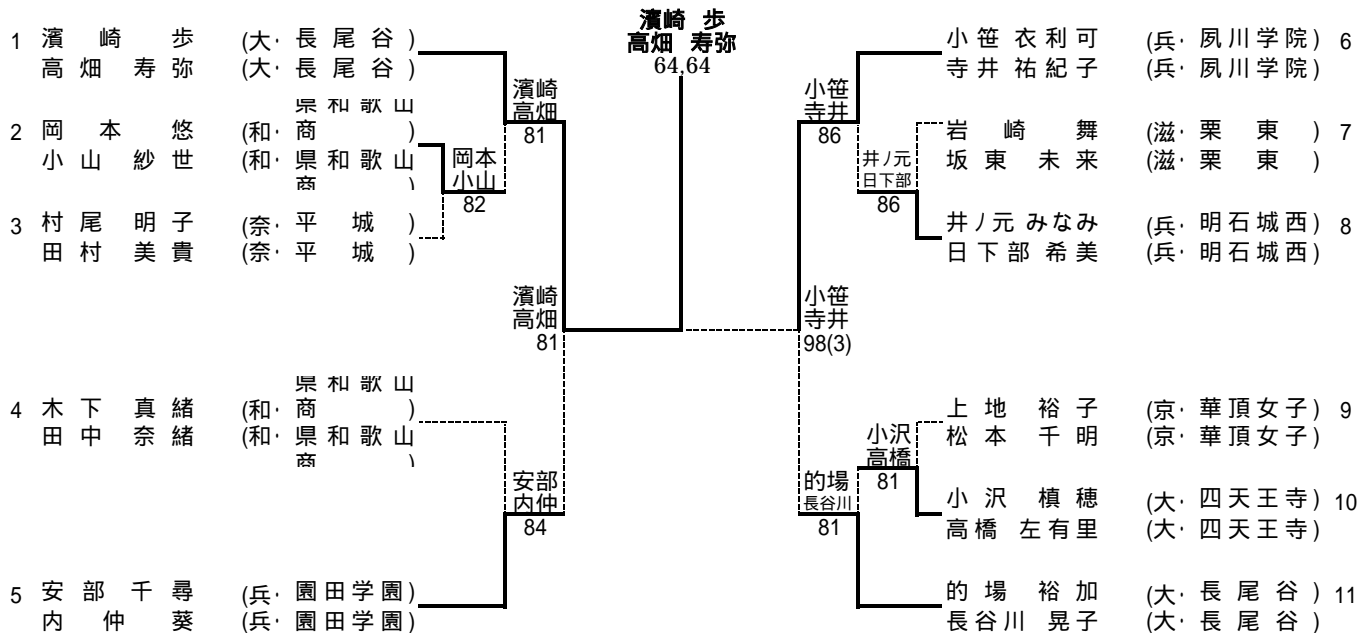 濱崎 歩
高畑 寿弥
64,64
1 濱崎 歩 (大・長尾谷)
高畑 寿弥 (大・長尾谷)
濱崎
高畑
81
県和歌山
2 岡本 悠 (和・商)
小山 紗世 (和・県和歌山
商)
岡本
小山
82
3 村尾 明子 (奈・平城)
田村 美貴 (奈・平城)
濱崎
高畑
81
県和歌山
4 木下 真緒 (和・商)
田中 奈緒 (和・県和歌山
商)
安部
内仲
84
5 安部 千尋 (兵・園田学園)
内仲 葵 (兵・園田学園)
小笹 衣利可 (兵・夙川学院) 6
寺井 祐紀子 (兵・夙川学院)
小笹
寺井
86
岩崎 舞 (滋・栗東) 7
坂東 未来 (滋・栗東)
井ノ元
日下部
86
井ノ元 みなみ (兵・明石城西) 8
日下部 希美 (兵・明石城西)
小笹
寺井
98(3)
上地 裕子 (京・華頂女子) 9
松本 千明 (京・華頂女子)
小沢
高橋
81
小沢 槙穂 (大・四天王寺) 10
高橋 左有里 (大・四天王寺)
的場
長谷川
81
的場 裕加 (大・長尾谷) 11
長谷川 晃子 (大・長尾谷)